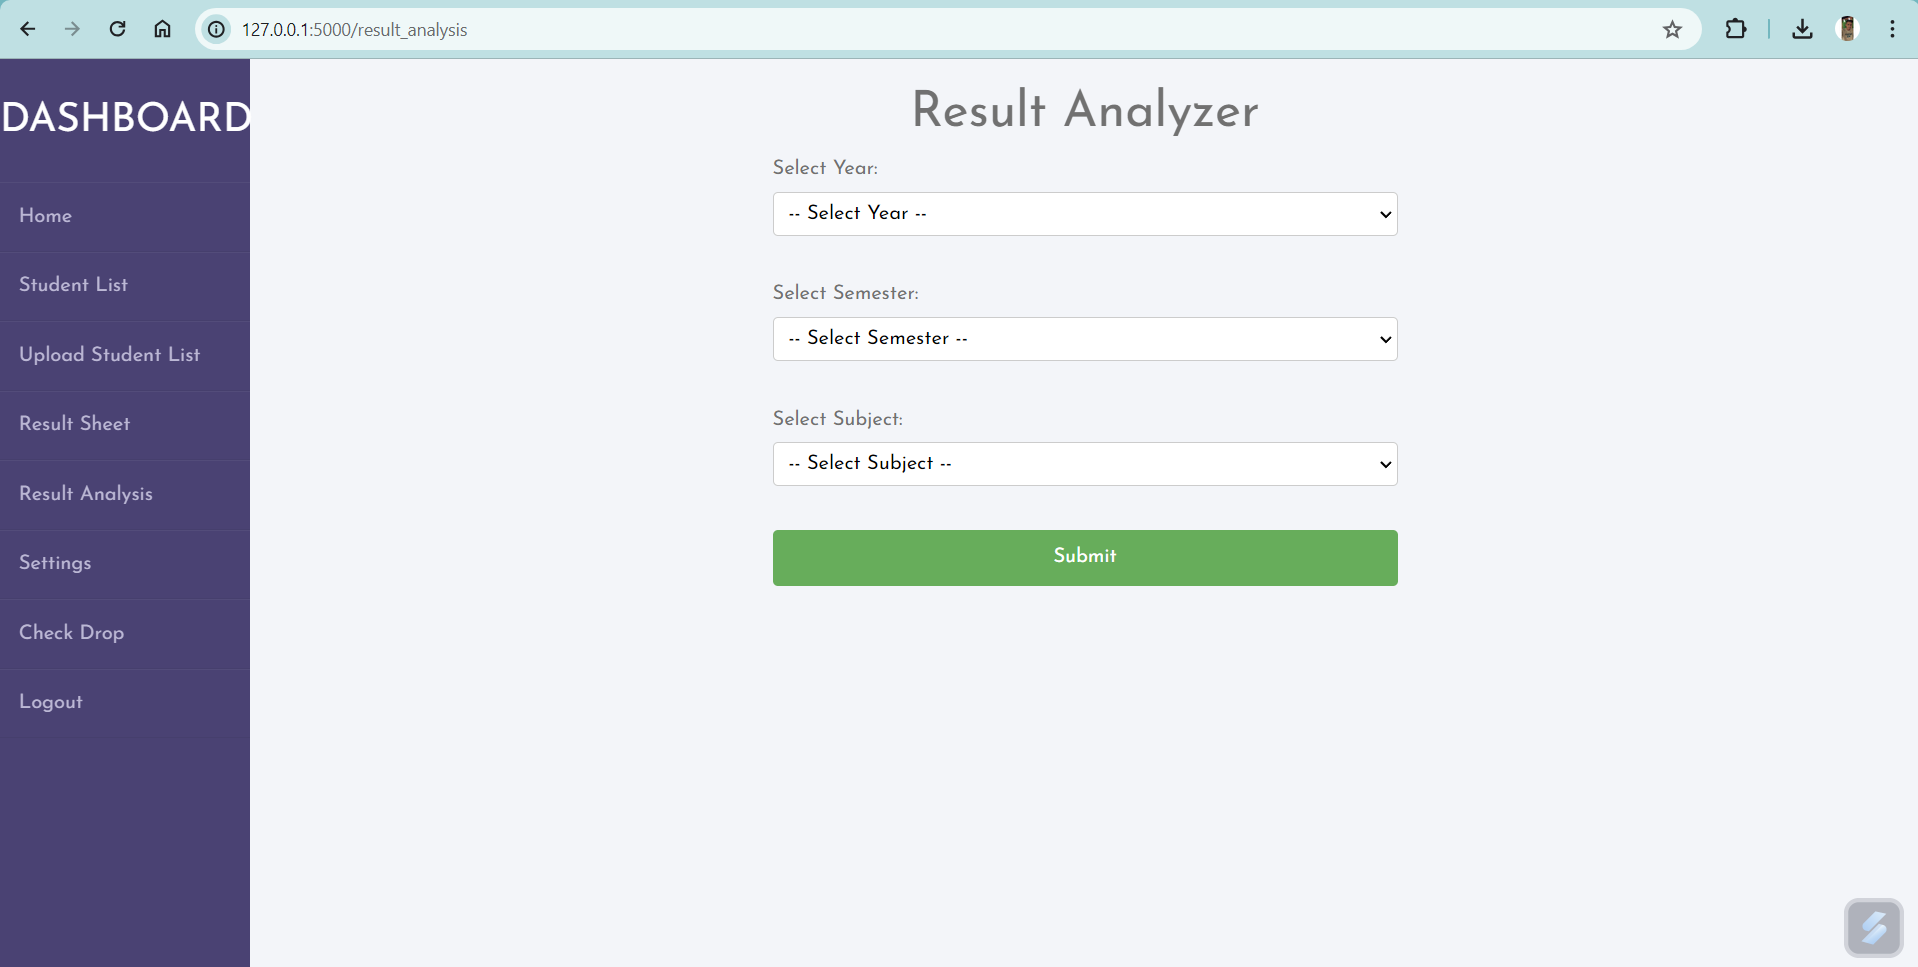 127.0.0.1:5000/result_analysis
DASHBOARD
Home
Student List
Upload Student List
Result Sheet
Result Analysis
Settings
Check Drop
Logout
Result Analyzer
Select Year:
-- Select Year --
Select Semester:
-- Select Semester --
Select Subject:
-- Select Subject --
Submit